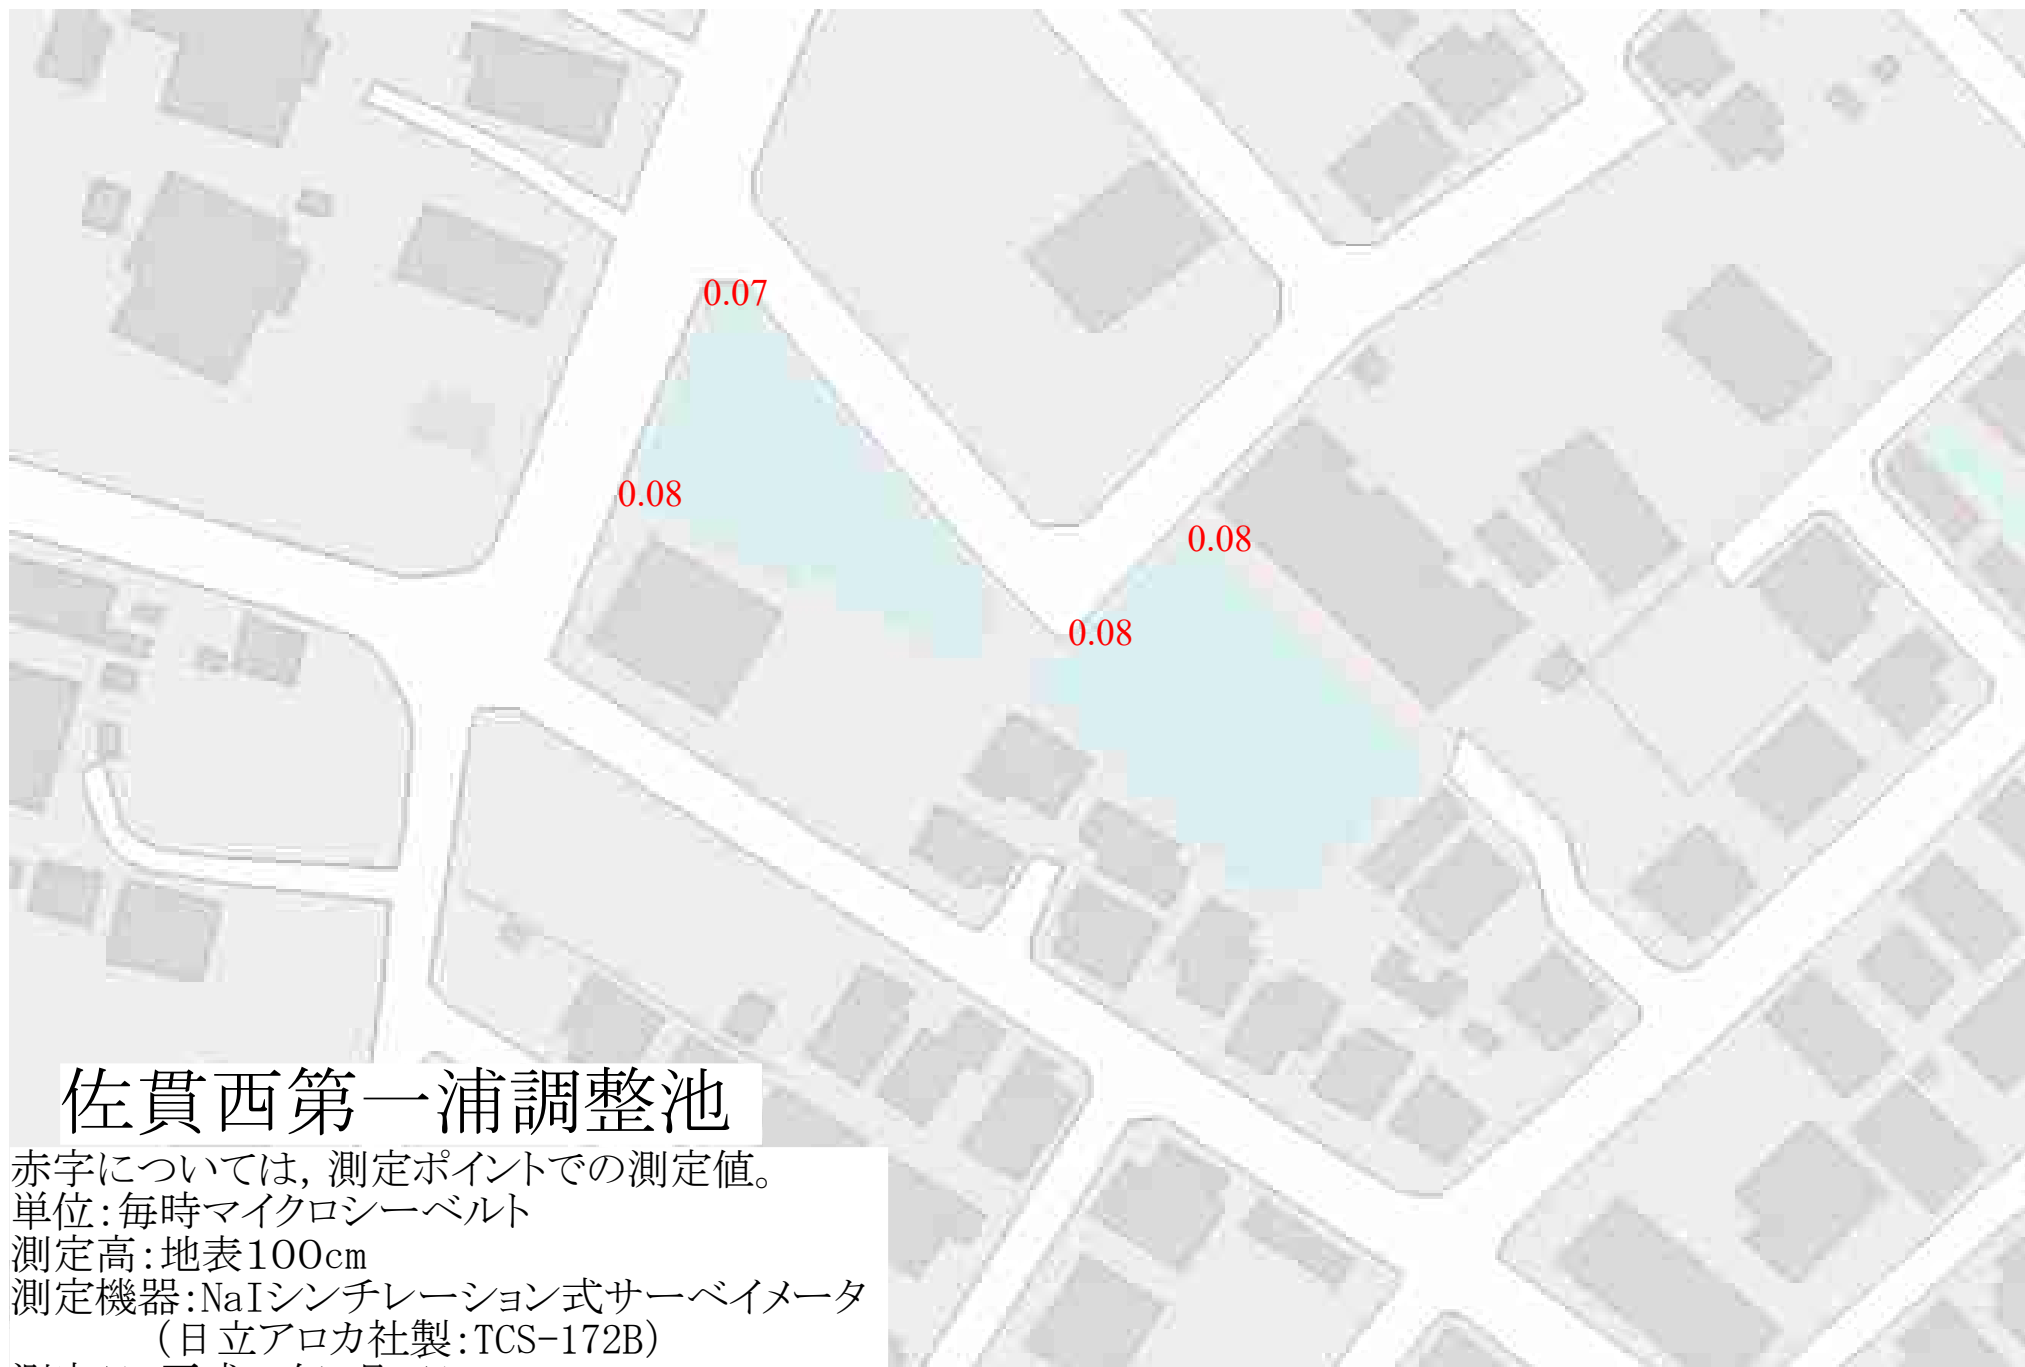 0.07
0.08
0.08
0.08
佐貫西第一浦調整池
赤字については，測定ポイントでの測定値。
単位：毎時マイクロシーベルト
測定高：地表100cm
測定機器：NaIシンチレーション式サーベイメータ
（日立アロカ社製：TCS-172B）